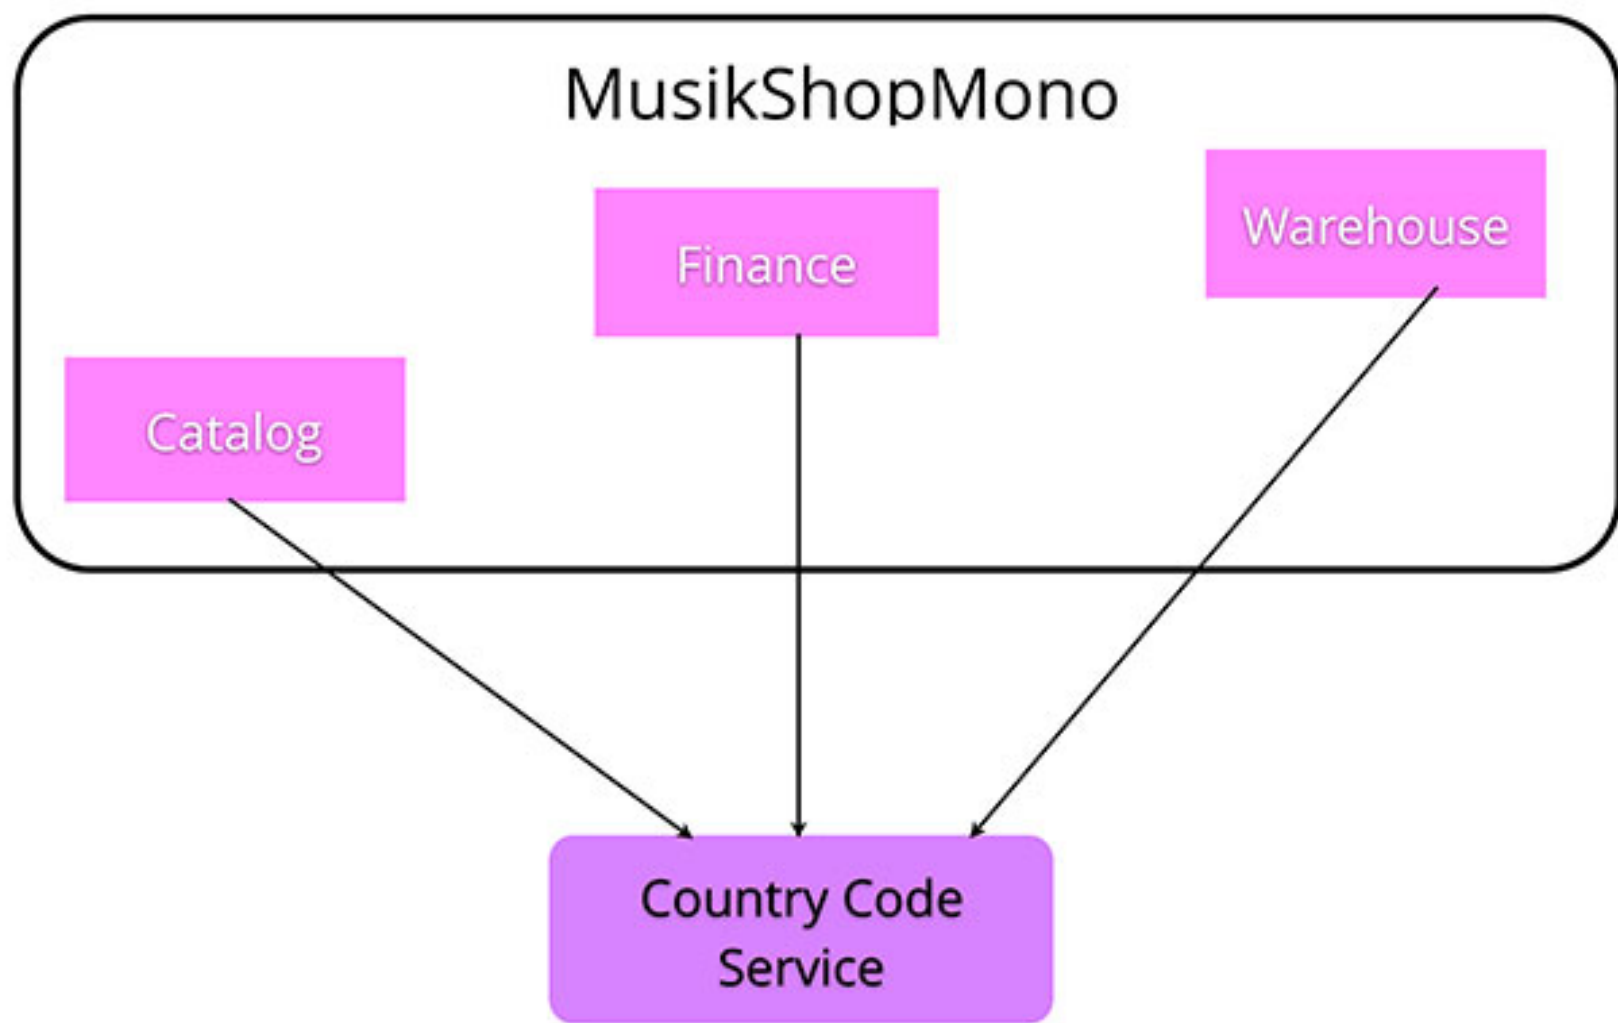 MusikShopMono
Warehouse
Finance
Catalog
Country Code
Service